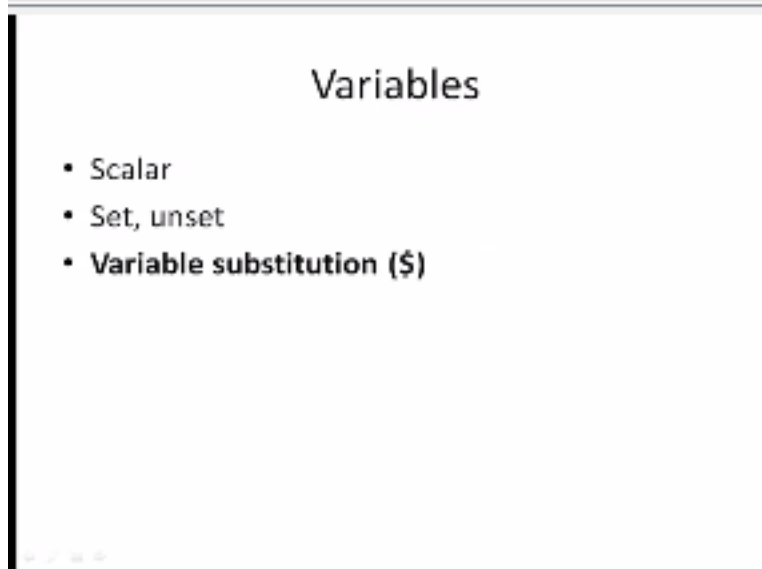 Variables
• Scalar
• Set, unset
• Variable substitution ($)